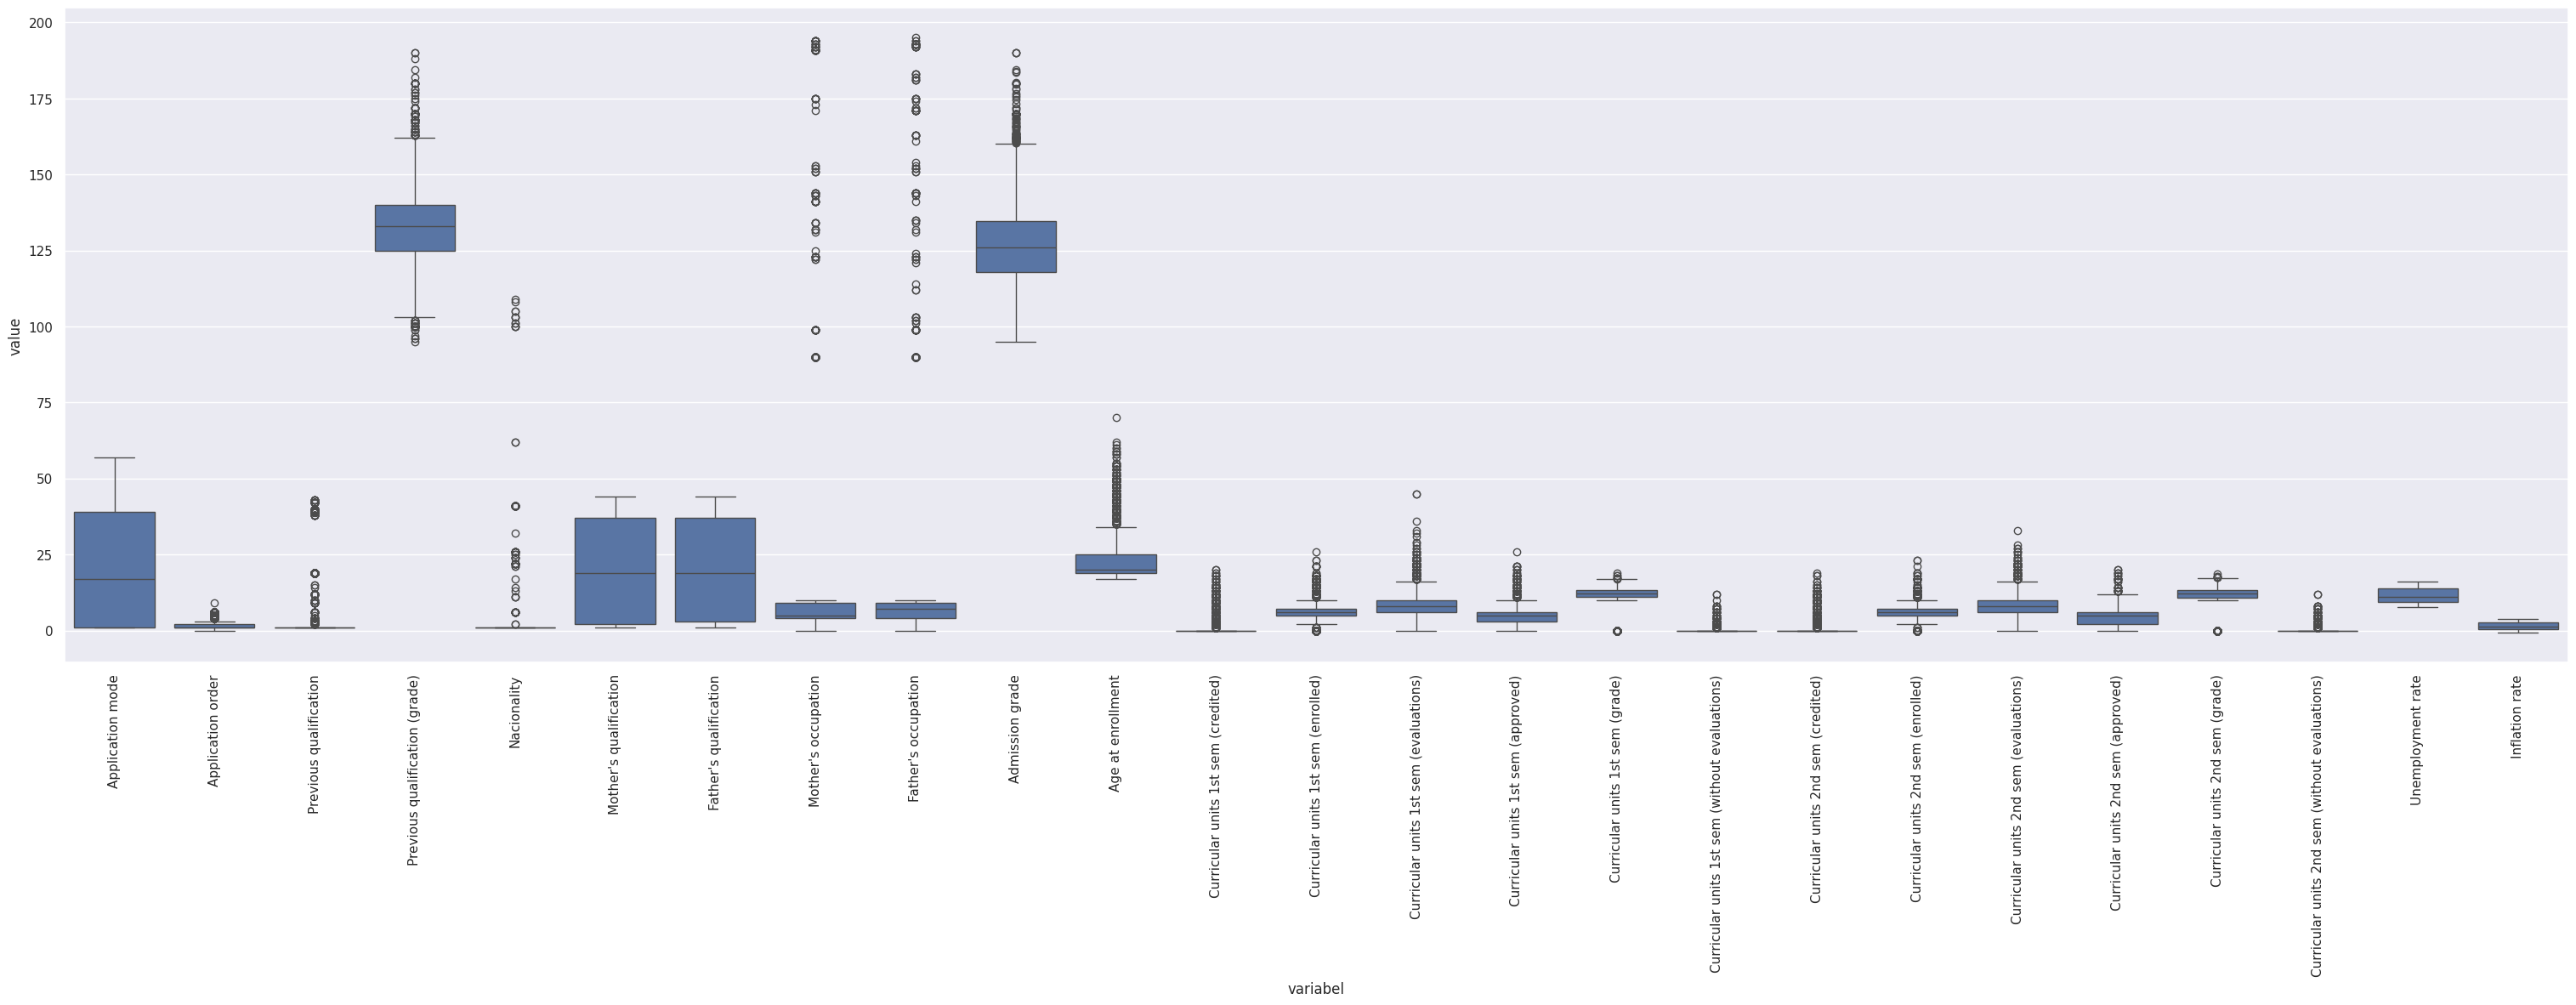 200
175
150
125
100
75
50
25
0
value
Application mode
Application order
Previous qualification
Previous qualification (grade)
Nacionality
Mother's qualification
Father's qualification
Mother's occupation
Father's occupation
Admission grade
Age at enrollment
Curricular units 1st sem (credited)
Curricular units 1st sem (enrolled)
Curricular units 1st sem (evaluations)
Curricular units 1st sem (approved)
Curricular units 1st sem (grade)
Curricular units 1st sem (without evaluations)
Curricular units 2nd sem (credited)
Curricular units 2nd sem (enrolled)
Curricular units 2nd sem (evaluations)
Curricular units 2nd sem (approved)
Curricular units 2nd sem (grade)
Curricular units 2nd sem (without evaluations)
Unemployment rate
Inflation rate
variabel